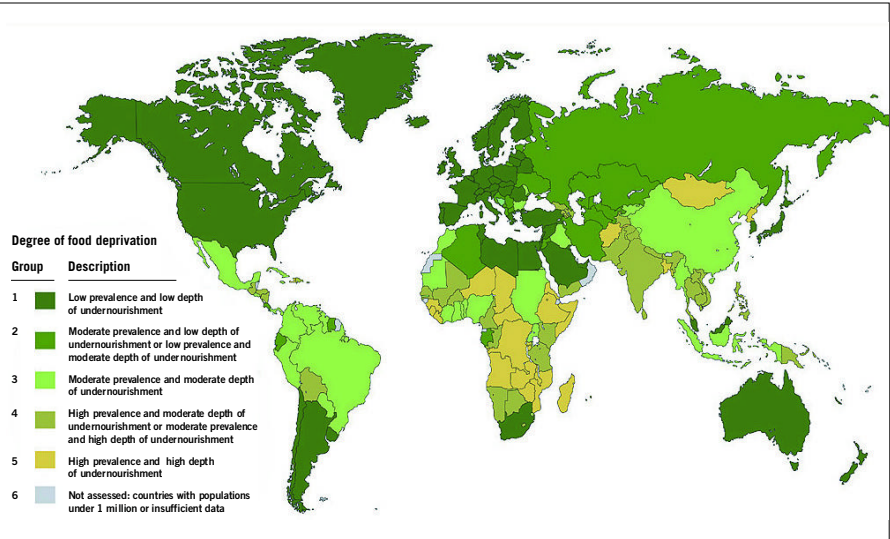 Degree of food deprivation
Group Description
1 Low prevalence and low depth
of undernourishment
2 Moderate prevalence and low depth of
undernourishment or low prevalence and
moderate depth of undernourishment
3 Moderate prevalence and moderate depth
of undernourishment
4 High prevalence and moderate depth of
undernourishment or moderate prevalence
and high depth of undernourishment
5 High prevalence and high depth
of undernourishment
6 Not assessed: countries with populations
under 1 million or insufficient data